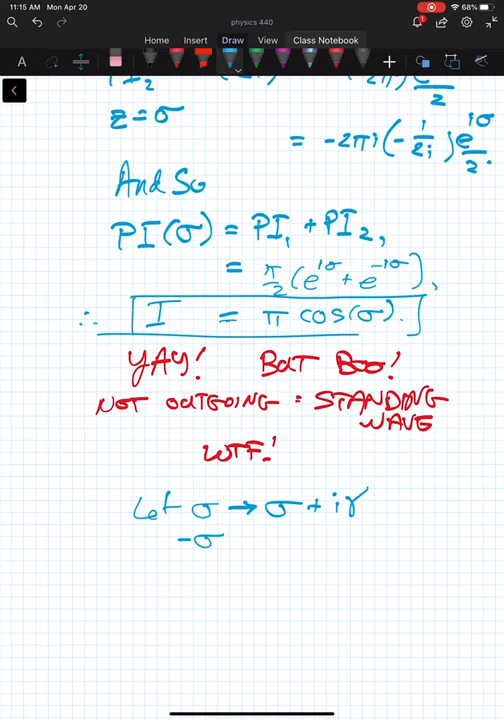 11:15 AM Mon Apr 20
68%
physics 440
1
Home Insert Draw View Class Notebook
PI₂
z = σ
= -2πi(-1/2i) e^iσ/2.
And So
PI(σ) = PI₁ + PI₂,
= π/2 (e^iσ + e^-iσ),
∴ I = π cos(σ).
YAY! But Boo!
NOT OUTGOING = STANDING
WAVE
WTF!
Let σ → σ + iγ
-σ